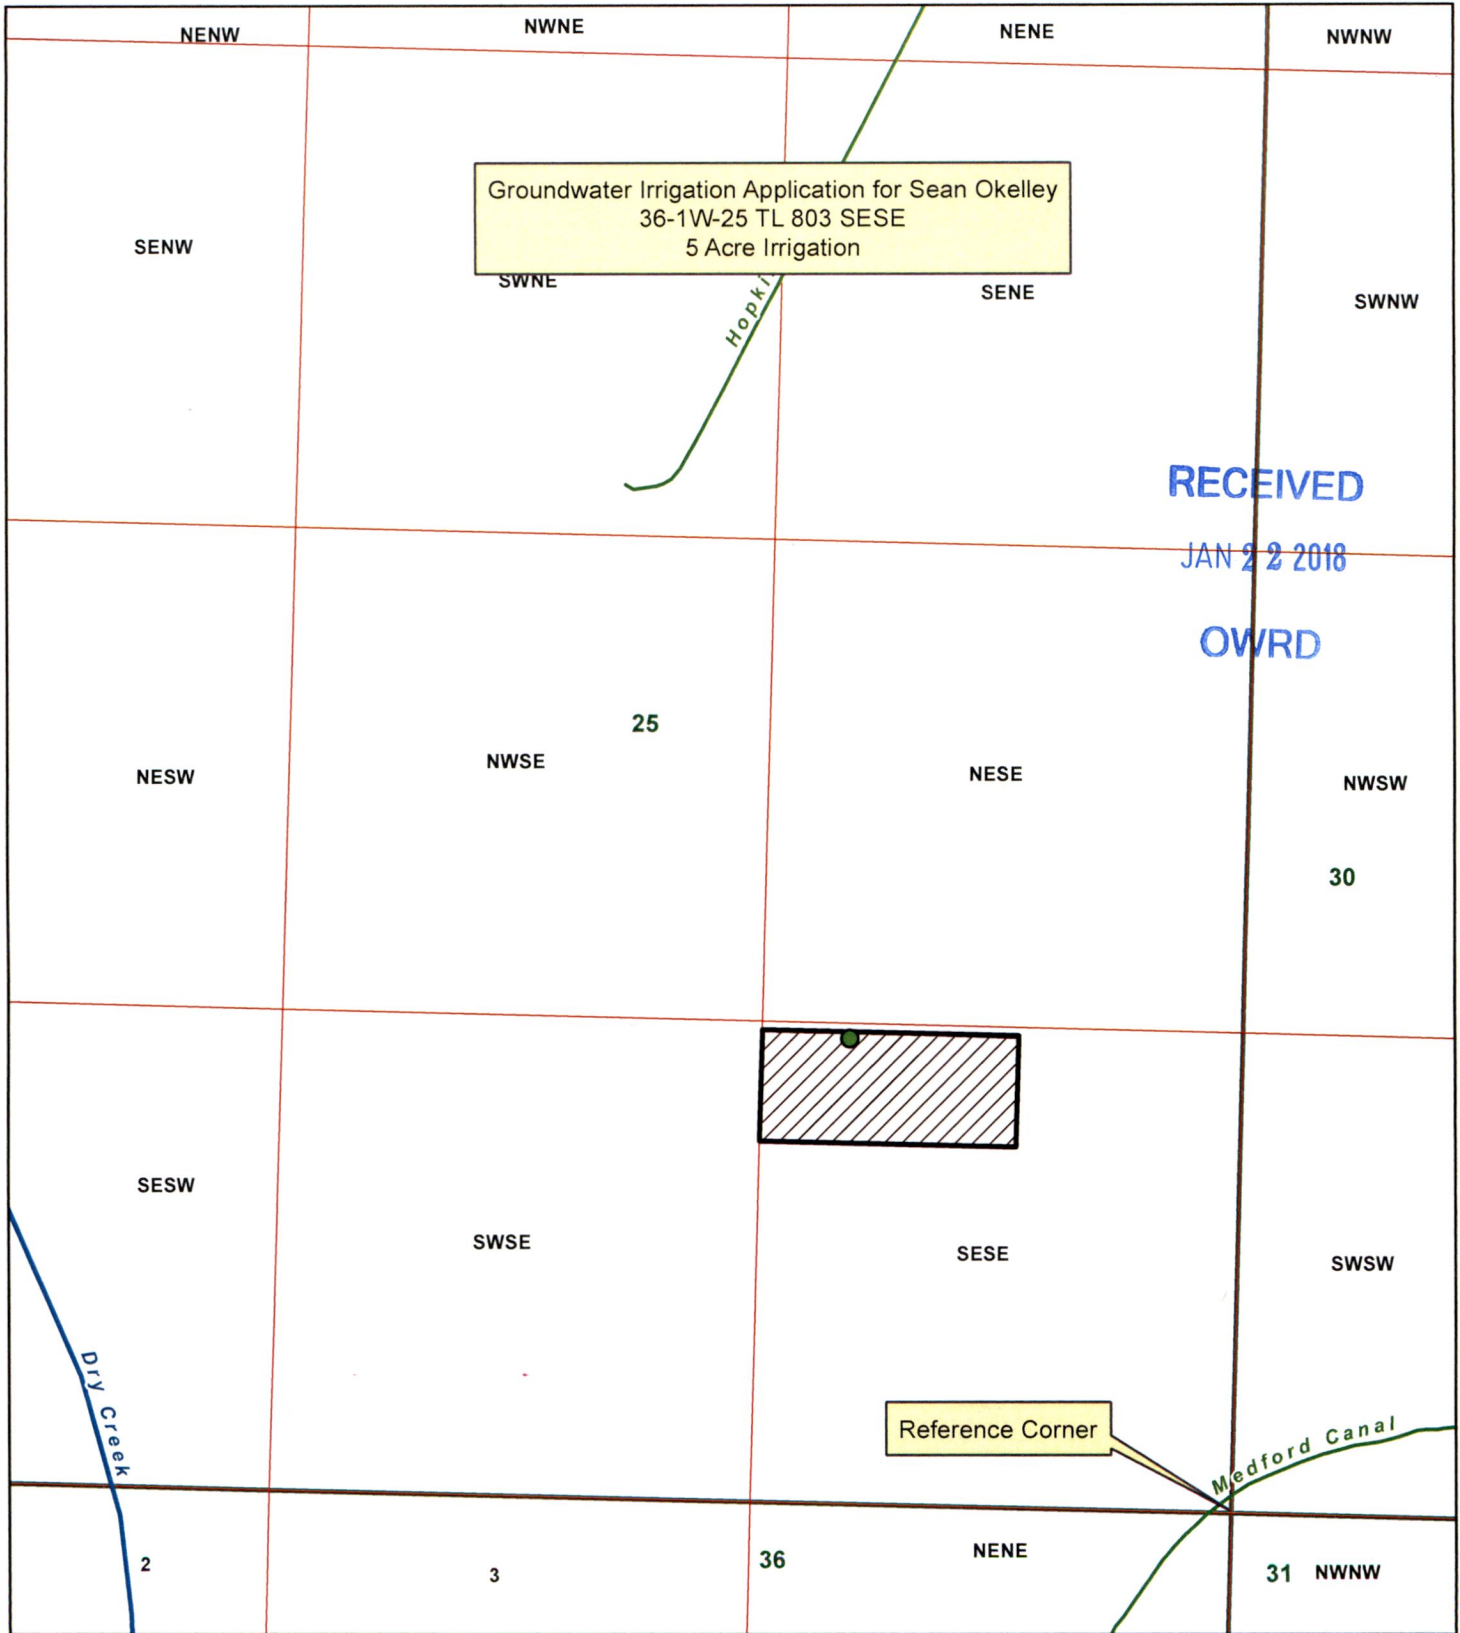 NENW
NWNE
NENE
NWNW
Groundwater Irrigation Application for Sean Okelley
36-1W-25 TL 803 SESE
5 Acre Irrigation
SENW
SWNE
SENE
SWNW
RECEIVED
JAN 22 2018
OWRD
25
NESW
NWSE
NESE
NWSW
30
SESW
SWSE
SESE
SWSW
Dry Creek
Reference Corner
Medford Canal
2
3
36
NENE
31 NWNW